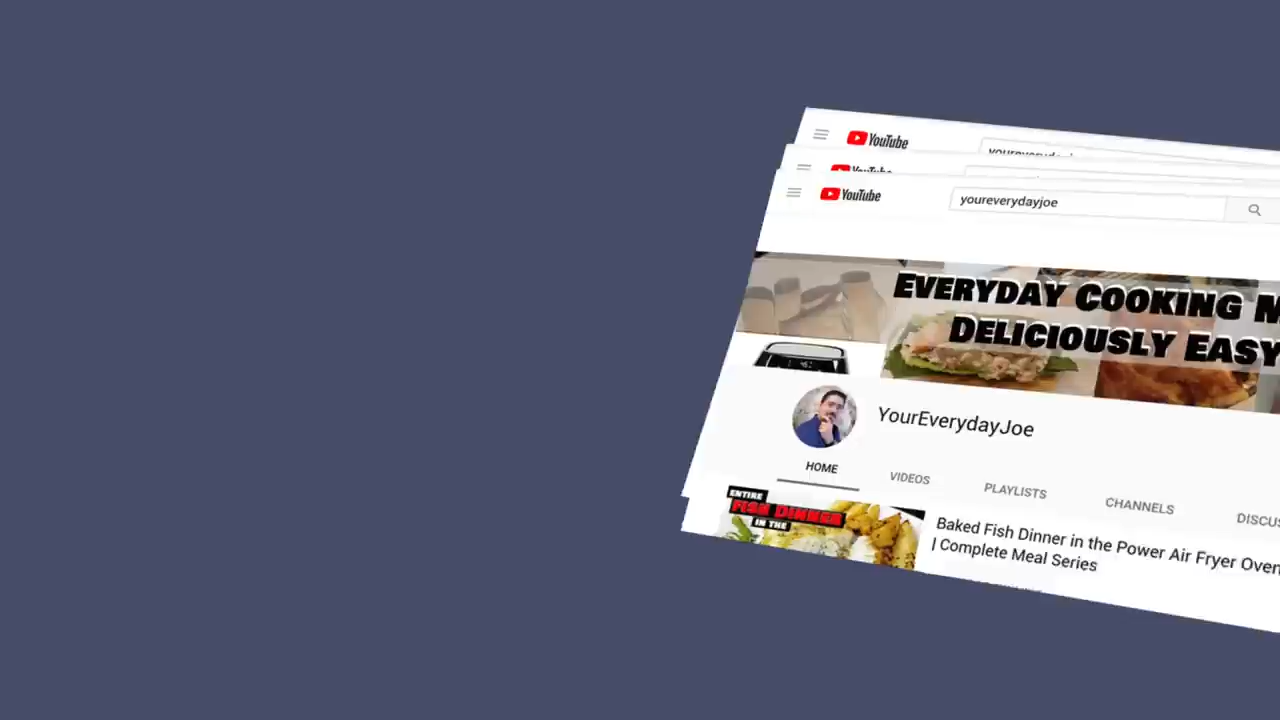 YouTube
YouTube
youreverydayjoe
EVERYDAY COOKING
DELICIOUSLY EASY
YourEverydayJoe
HOME
VIDEOS
PLAYLISTS
CHANNELS
ENTIRE
FISH DINNER
IN THE
Baked Fish Dinner in the Power Air Fryer Oven
| Complete Meal Series